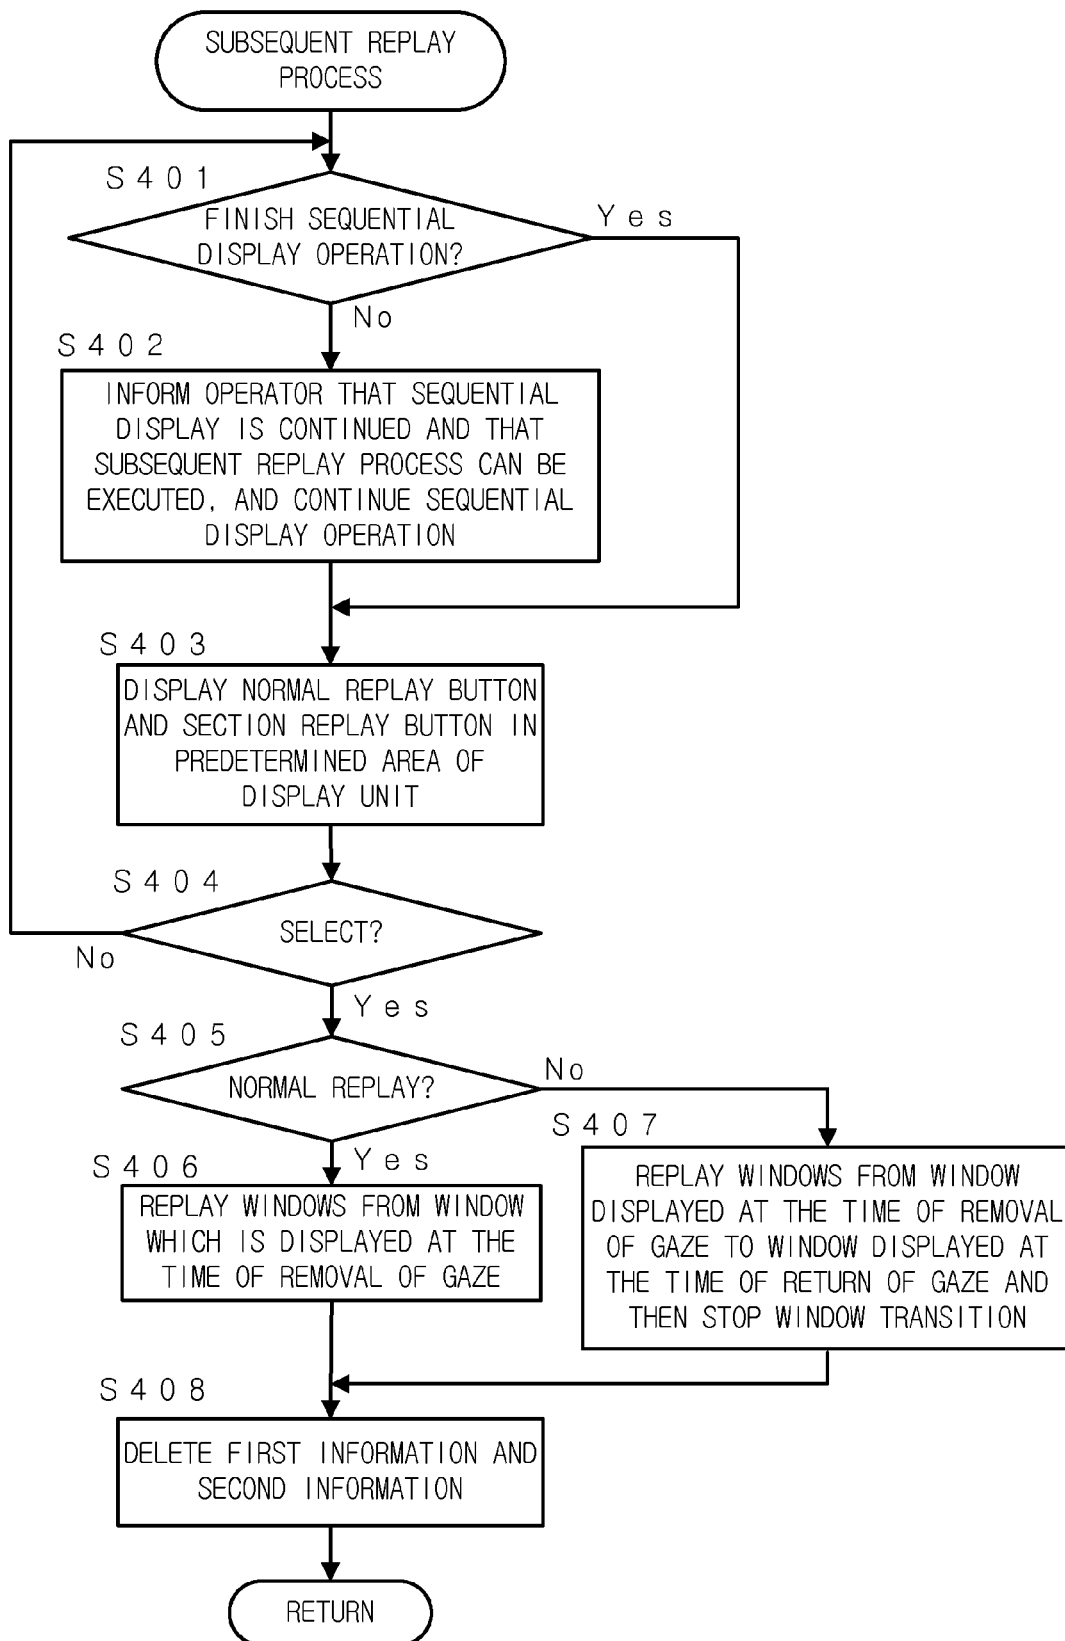 SUBSEQUENT REPLAY
PROCESS
S401
FINISH SEQUENTIAL
DISPLAY OPERATION?
Yes
No
S402
INFORM OPERATOR THAT SEQUENTIAL
DISPLAY IS CONTINUED AND THAT
SUBSEQUENT REPLAY PROCESS CAN BE
EXECUTED, AND CONTINUE SEQUENTIAL
DISPLAY OPERATION
S403
DISPLAY NORMAL REPLAY BUTTON
AND SECTION REPLAY BUTTON IN
PREDETERMINED AREA OF
DISPLAY UNIT
S404
SELECT?
No
Yes
S405
NORMAL REPLAY?
No
Yes
S406
REPLAY WINDOWS FROM WINDOW
WHICH IS DISPLAYED AT THE
TIME OF REMOVAL OF GAZE
S407
REPLAY WINDOWS FROM WINDOW
DISPLAYED AT THE TIME OF REMOVAL
OF GAZE TO WINDOW DISPLAYED AT
THE TIME OF RETURN OF GAZE AND
THEN STOP WINDOW TRANSITION
S408
DELETE FIRST INFORMATION AND
SECOND INFORMATION
RETURN